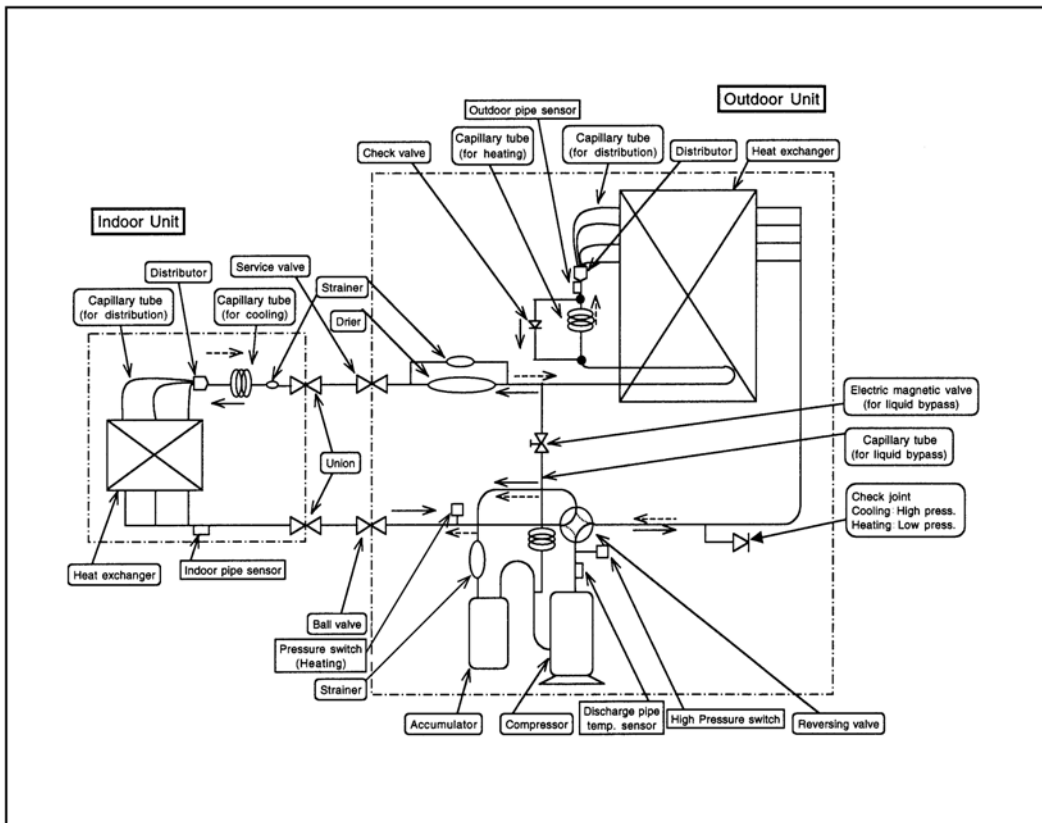 Outdoor Unit
Outdoor pipe sensor
Capillary tube
(for heating)
Capillary tube
(for distribution)
Check valve
Distributor
Heat exchanger
Indoor Unit
Distributor
Service valve
Capillary tube
(for distribution)
Capillary tube
(for cooling)
Strainer
Drier
Electric magnetic valve
(for liquid bypass)
Capillary tube
(for liquid bypass)
Union
Check joint
Cooling: High press.
Heating: Low press.
Heat exchanger
Indoor pipe sensor
Ball valve
Pressure switch
(Heating)
Strainer
Accumulator
Compressor
Discharge pipe
temp. sensor
High Pressure switch
Reversing valve